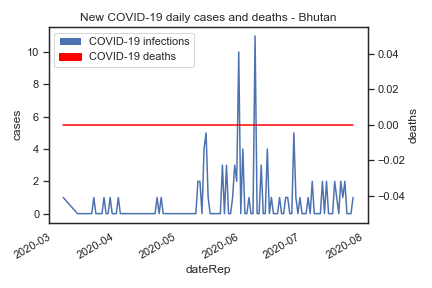 New COVID-19 daily cases and deaths - Bhutan
COVID-19 infections
COVID-19 deaths
10
8
6
4
2
0
cases
0.04
0.02
0.00
−0.02
−0.04
deaths
2020-03
2020-04
2020-05
2020-06
2020-07
2020-08
dateRep